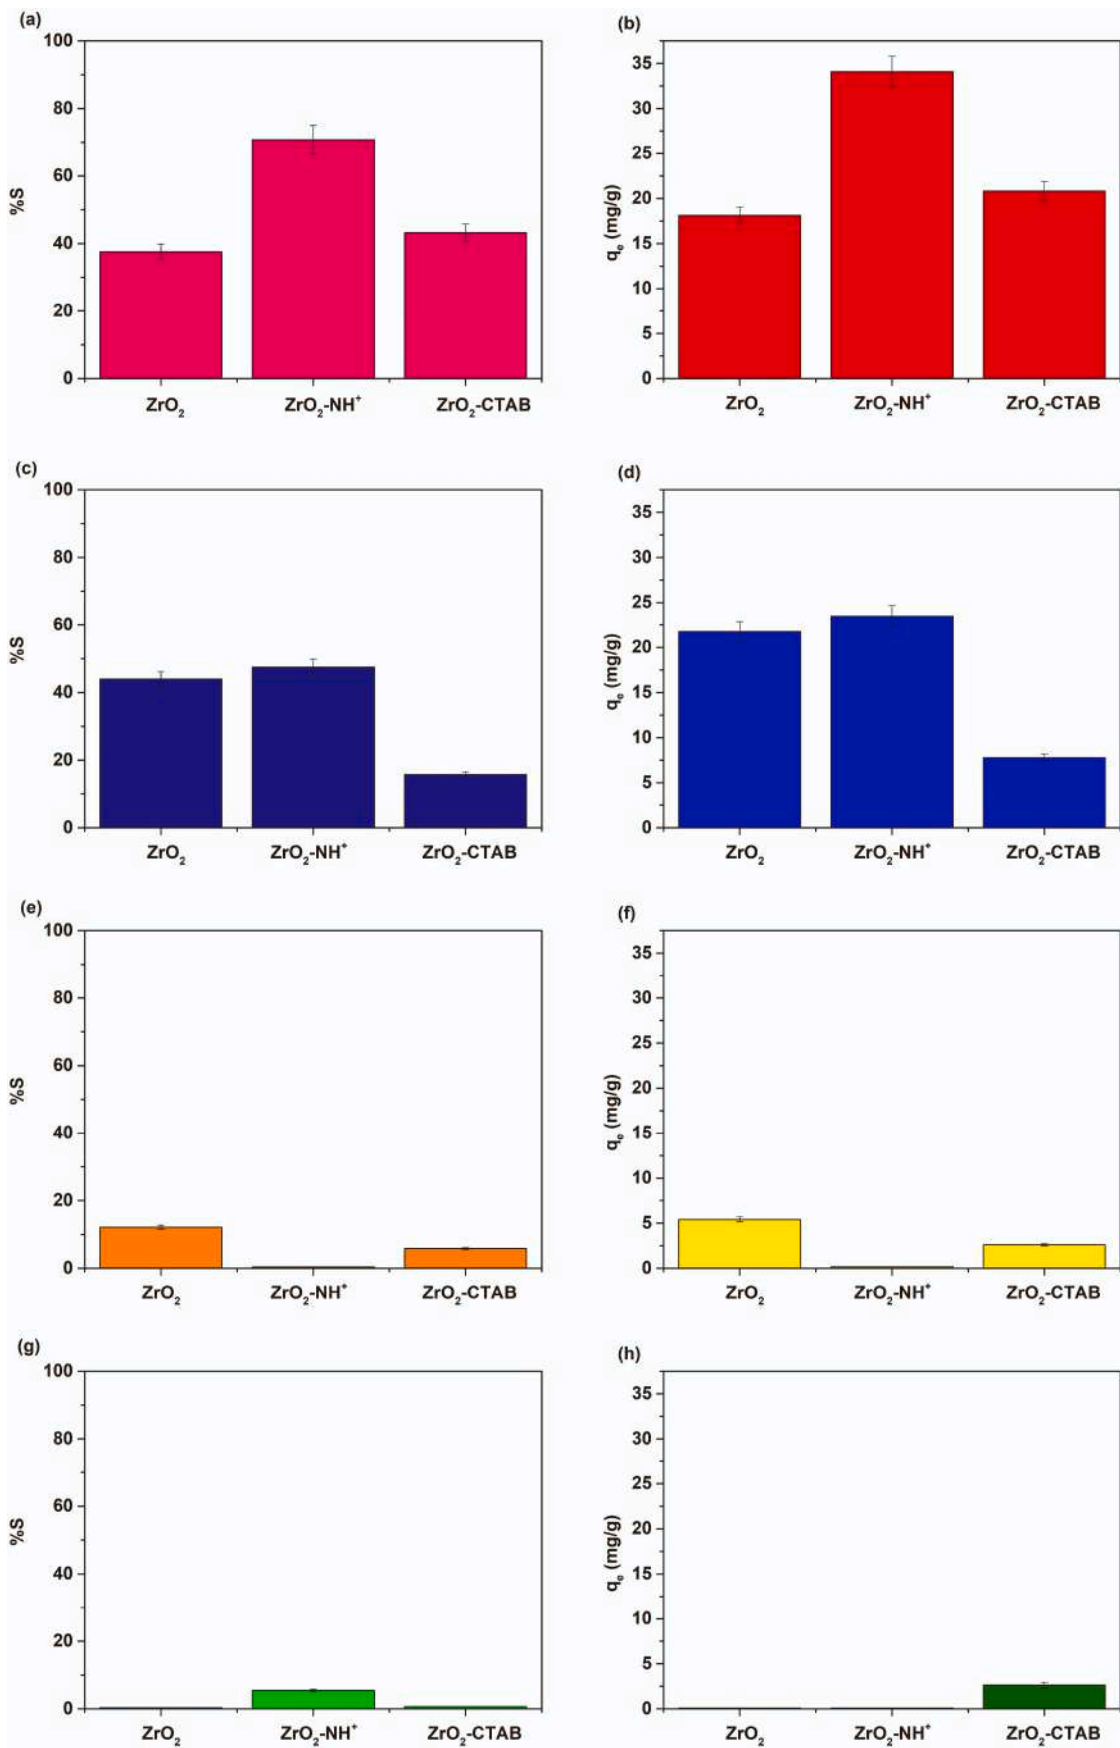 (a)
100
80
60
40
20
0
%S
ZrO₂ ZrO₂-NH⁺ ZrO₂-CTAB
(b)
35
30
25
20
15
10
5
0
qₑ (mg/g)
ZrO₂ ZrO₂-NH⁺ ZrO₂-CTAB
(c)
100
80
60
40
20
0
%S
ZrO₂ ZrO₂-NH⁺ ZrO₂-CTAB
(d)
35
30
25
20
15
10
5
0
qₑ (mg/g)
ZrO₂ ZrO₂-NH⁺ ZrO₂-CTAB
(e)
100
80
60
40
20
0
%S
ZrO₂ ZrO₂-NH⁺ ZrO₂-CTAB
(f)
35
30
25
20
15
10
5
0
qₑ (mg/g)
ZrO₂ ZrO₂-NH⁺ ZrO₂-CTAB
(g)
100
80
60
40
20
0
%S
ZrO₂ ZrO₂-NH⁺ ZrO₂-CTAB
(h)
35
30
25
20
15
10
5
0
qₑ (mg/g)
ZrO₂ ZrO₂-NH⁺ ZrO₂-CTAB